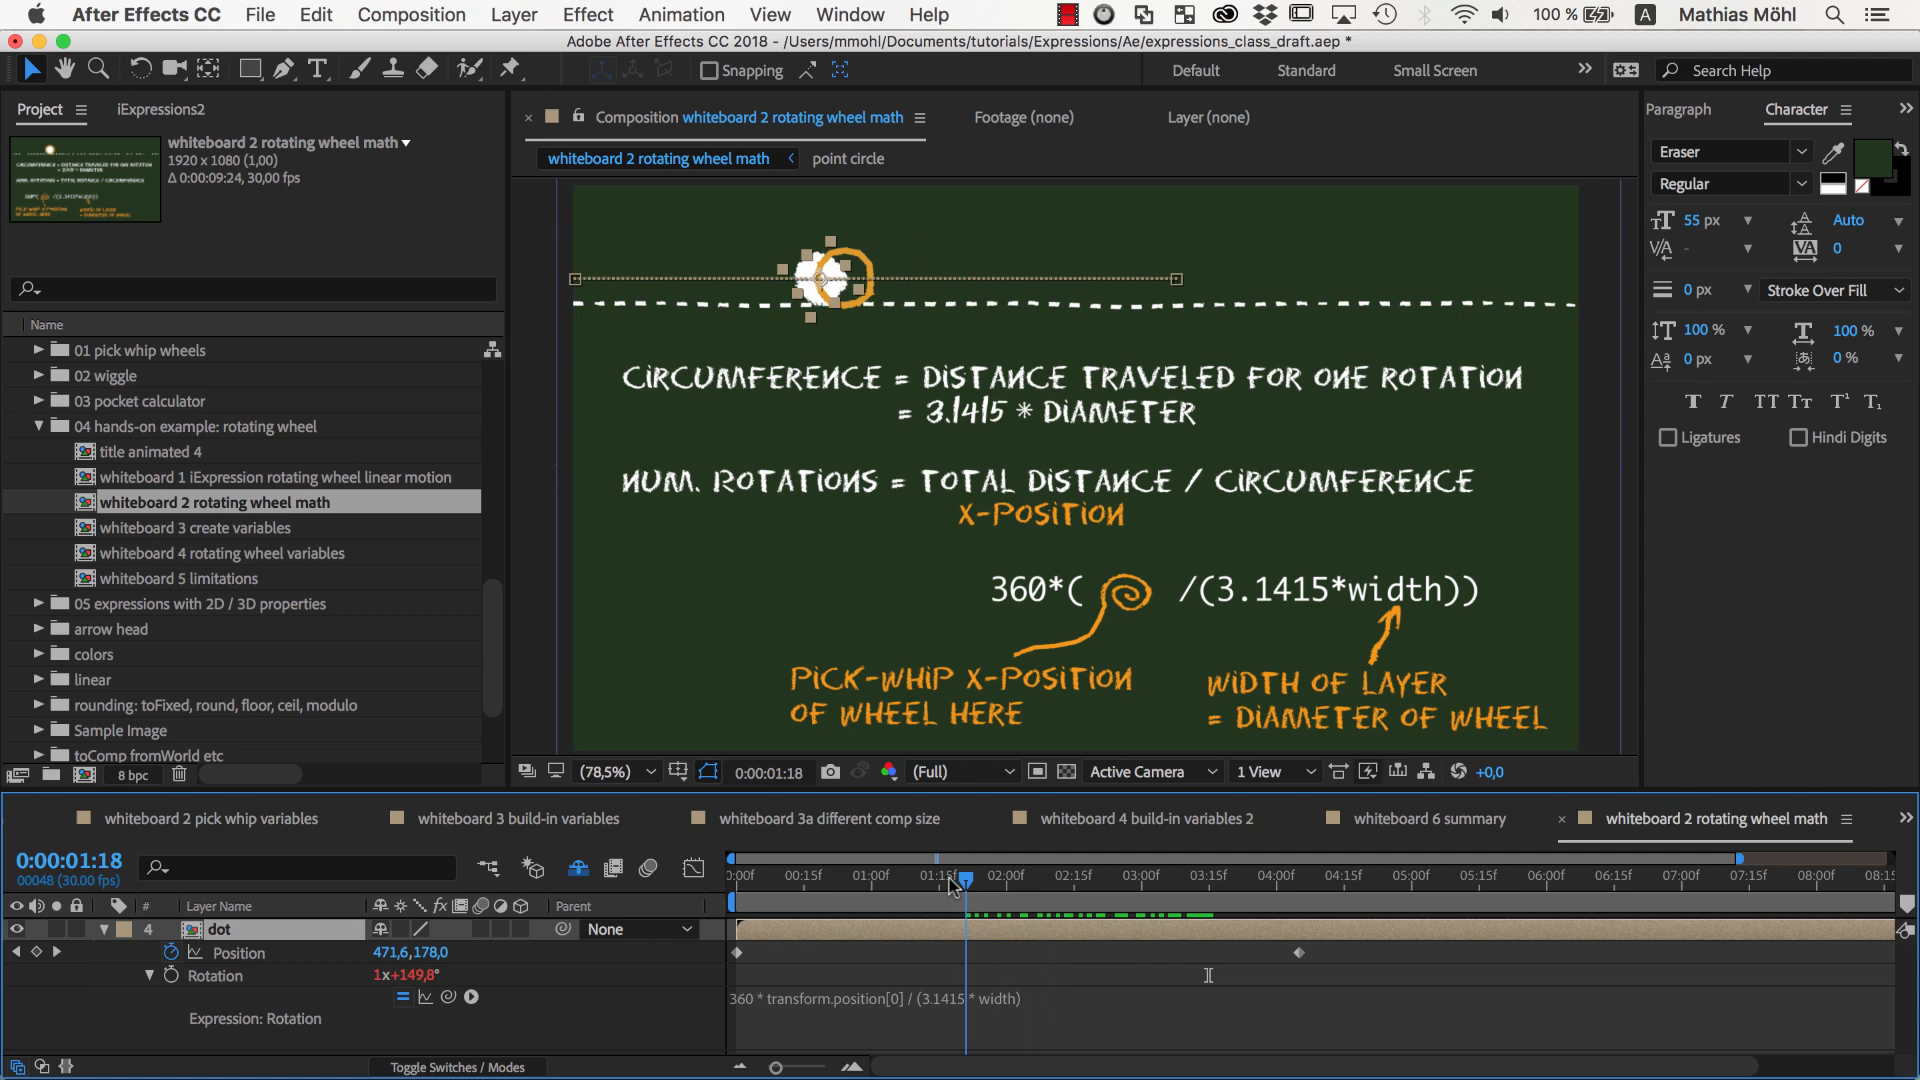 After Effects CC File Edit Composition Layer Effect Animation View Window Help 100 % A Mathias Möhl
Adobe After Effects CC 2018 - /Users/mmohl/Documents/tutorials/Expressions/Ae/expressions_class_draft.aep *
Snapping Default Standard Small Screen Search Help
Project iExpressions2
whiteboard 2 rotating wheel math
1920 x 1080 (1,00)
Δ 0:00:09:24, 30,00 fps
Name
01 pick whip wheels
02 wiggle
03 pocket calculator
04 hands-on example: rotating wheel
title animated 4
whiteboard 1 iExpression rotating wheel linear motion
whiteboard 2 rotating wheel math
whiteboard 3 create variables
whiteboard 4 rotating wheel variables
whiteboard 5 limitations
05 expressions with 2D / 3D properties
arrow head
colors
linear
rounding: toFixed, round, floor, ceil, modulo
Sample Image
toComp fromWorld etc
8 bpc
Composition whiteboard 2 rotating wheel math Footage (none) Layer (none)
whiteboard 2 rotating wheel math point circle
CIRCUMFERENCE = DISTANCE TRAVELED FOR ONE ROTATION
= 3.1415 * DIAMETER
NUM. ROTATIONS = TOTAL DISTANCE / CIRCUMFERENCE
X-POSITION
360*( /(3.1415*width))
PICK-WHIP X-POSITION
OF WHEEL HERE
WIDTH OF LAYER
= DIAMETER OF WHEEL
(78,5%) 0:00:01:18 (Full) Active Camera 1 View +0,0
Paragraph Character
Eraser
Regular
55 px Auto
- 0
0 px Stroke Over Fill
100 % 100 %
0 px 0 %
T T TT Tt T¹ T₁
Ligatures Hindi Digits
whiteboard 2 pick whip variables whiteboard 3 build-in variables whiteboard 3a different comp size whiteboard 4 build-in variables 2 whiteboard 6 summary whiteboard 2 rotating wheel math
0:00:01:18
00048 (30.00 fps)
0:00f 00:15f 01:00f 01:15f 02:00f 02:15f 03:00f 03:15f 04:00f 04:15f 05:00f 05:15f 06:00f 06:15f 07:00f 07:15f 08:00f 08:15
# Layer Name fx Parent
4 dot None
Position 471,6,178,0
Rotation 1x+149,8°
Expression: Rotation
360 * transform.position[0] / (3.1415 * width)
Toggle Switches / Modes